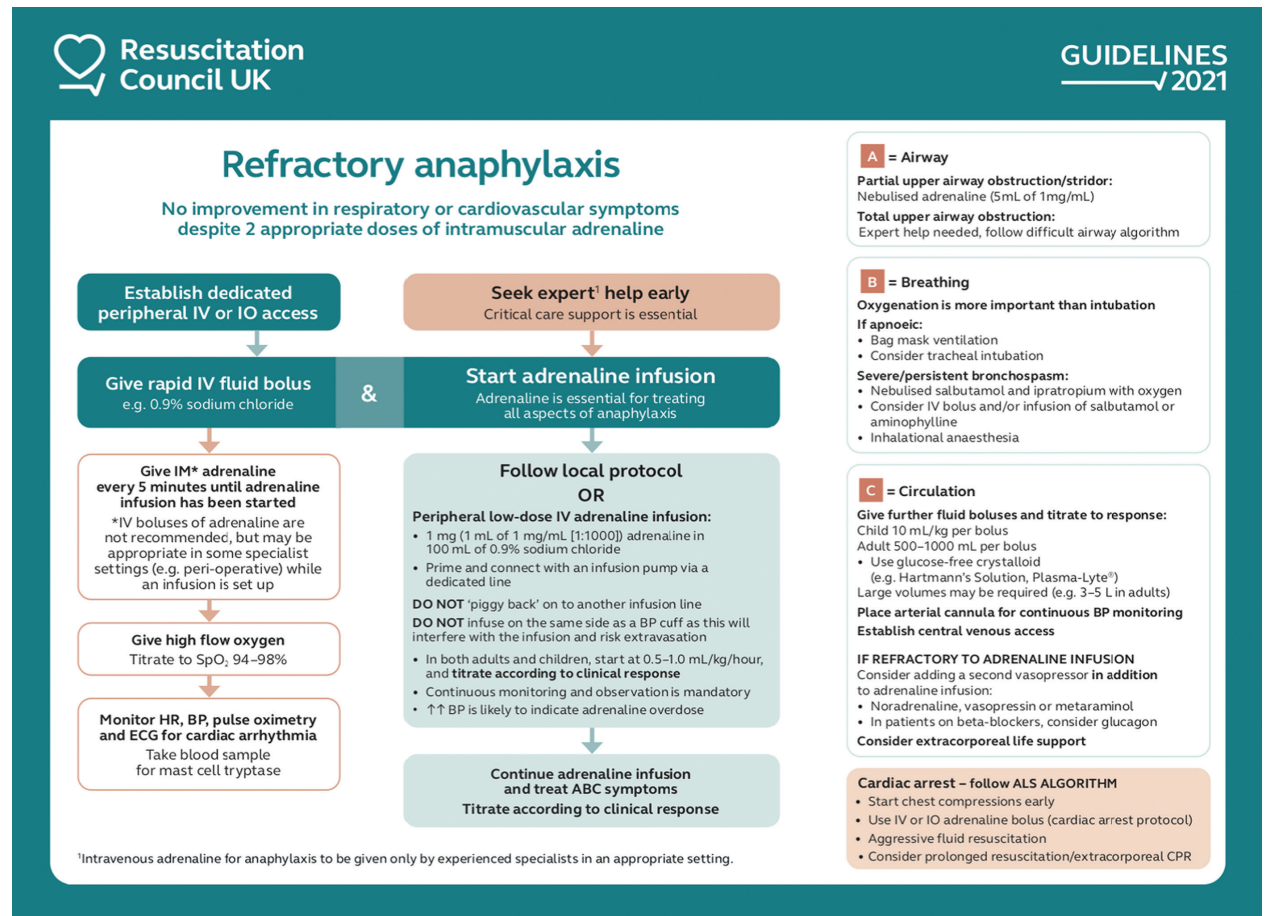 Resuscitation
Council UK
GUIDELINES
2021
Refractory anaphylaxis
No improvement in respiratory or cardiovascular symptoms
despite 2 appropriate doses of intramuscular adrenaline
Establish dedicated
peripheral IV or IO access
Seek expert¹ help early
Critical care support is essential
Give rapid IV fluid bolus
e.g. 0.9% sodium chloride
&
Start adrenaline infusion
Adrenaline is essential for treating
all aspects of anaphylaxis
Give IM* adrenaline
every 5 minutes until adrenaline
infusion has been started
*IV boluses of adrenaline are
not recommended, but may be
appropriate in some specialist
settings (e.g. peri-operative) while
an infusion is set up
Give high flow oxygen
Titrate to SpO₂ 94–98%
Monitor HR, BP, pulse oximetry
and ECG for cardiac arrhythmia
Take blood sample
for mast cell tryptase
Follow local protocol
OR
Peripheral low-dose IV adrenaline infusion:
• 1 mg (1 mL of 1 mg/mL [1:1000]) adrenaline in
100 mL of 0.9% sodium chloride
• Prime and connect with an infusion pump via a
dedicated line
DO NOT ‘piggy back’ on to another infusion line
DO NOT infuse on the same side as a BP cuff as this will
interfere with the infusion and risk extravasation
• In both adults and children, start at 0.5–1.0 mL/kg/hour,
and titrate according to clinical response
• Continuous monitoring and observation is mandatory
• ↑↑ BP is likely to indicate adrenaline overdose
Continue adrenaline infusion
and treat ABC symptoms
Titrate according to clinical response
¹Intravenous adrenaline for anaphylaxis to be given only by experienced specialists in an appropriate setting.
A = Airway
Partial upper airway obstruction/stridor:
Nebulised adrenaline (5mL of 1mg/mL)
Total upper airway obstruction:
Expert help needed, follow difficult airway algorithm
B = Breathing
Oxygenation is more important than intubation
If apnoeic:
• Bag mask ventilation
• Consider tracheal intubation
Severe/persistent bronchospasm:
• Nebulised salbutamol and ipratropium with oxygen
• Consider IV bolus and/or infusion of salbutamol or
aminophylline
• Inhalational anaesthesia
C = Circulation
Give further fluid boluses and titrate to response:
Child 10 mL/kg per bolus
Adult 500–1000 mL per bolus
• Use glucose-free crystalloid
(e.g. Hartmann’s Solution, Plasma-Lyte®)
Large volumes may be required (e.g. 3–5 L in adults)
Place arterial cannula for continuous BP monitoring
Establish central venous access
IF REFRACTORY TO ADRENALINE INFUSION
Consider adding a second vasopressor in addition
to adrenaline infusion:
• Noradrenaline, vasopressin or metaraminol
• In patients on beta-blockers, consider glucagon
Consider extracorporeal life support
Cardiac arrest – follow ALS ALGORITHM
• Start chest compressions early
• Use IV or IO adrenaline bolus (cardiac arrest protocol)
• Aggressive fluid resuscitation
• Consider prolonged resuscitation/extracorporeal CPR